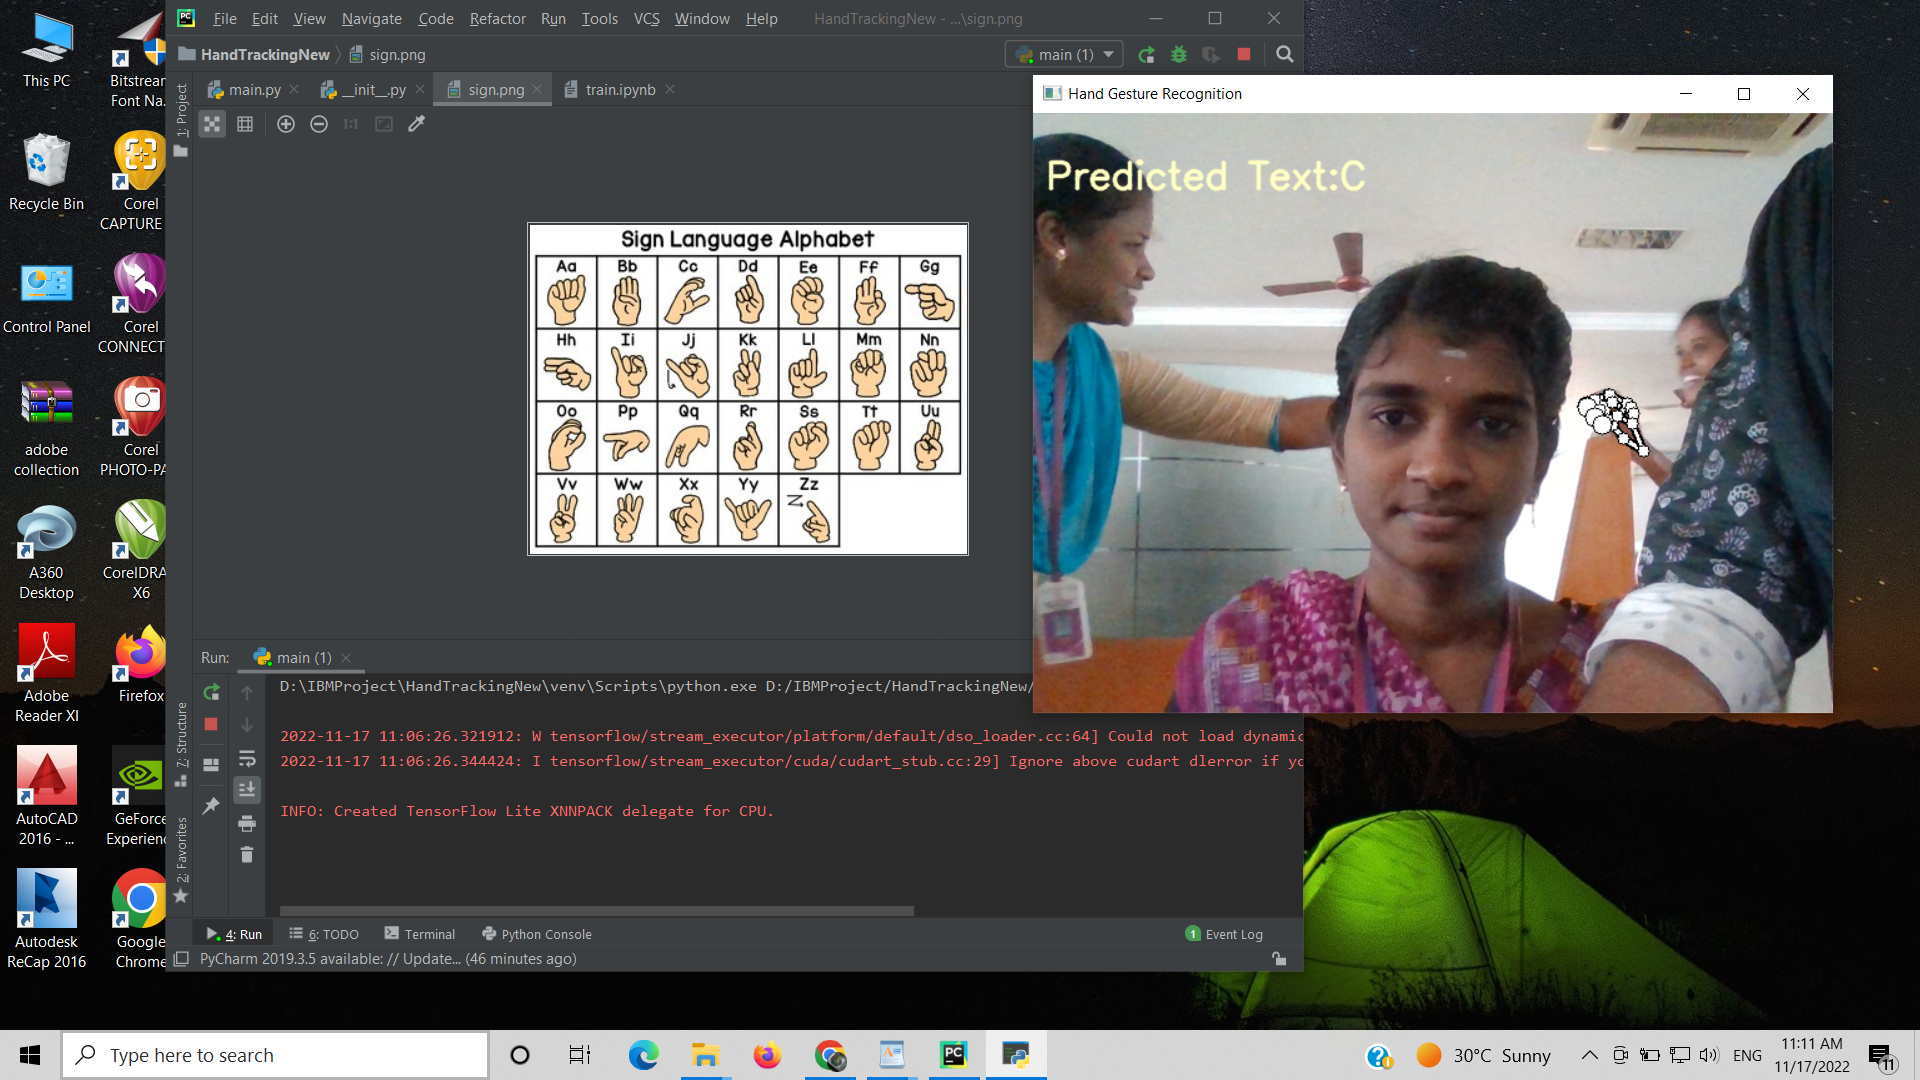 This PC
Bitstream
Font Na...
Recycle Bin
Corel
CAPTURE
Control Panel
Corel
CONNECT
adobe
collection
Corel
PHOTO-PA
A360
Desktop
CorelDRA
X6
Adobe
Reader XI
Firefox
AutoCAD
2016 - ...
GeForce
Experienc
Autodesk
ReCap 2016
Google
Chrome
File Edit View Navigate Code Refactor Run Tools VCS Window Help HandTrackingNew - ...\sign.png
HandTrackingNew sign.png main (1)
main.py __init__.py sign.png train.ipynb
1: Project
1:1
Sign Language Alphabet
Aa Bb Cc Dd Ee Ff Gg
Hh Ii Jj Kk Ll Mm Nn
Oo Pp Qq Rr Ss Tt Uu
Vv Ww Xx Yy Zz
Z
Hand Gesture Recognition
Predicted Text:C
Run: main (1)
7: Structure
2: Favorites
D:\IBMProject\HandTrackingNew\venv\Scripts\python.exe D:/IBMProject/HandTrackingNew/
2022-11-17 11:06:26.321912: W tensorflow/stream_executor/platform/default/dso_loader.cc:64] Could not load dynamic
2022-11-17 11:06:26.344424: I tensorflow/stream_executor/cuda/cudart_stub.cc:29] Ignore above cudart dlerror if yo
INFO: Created TensorFlow Lite XNNPACK delegate for CPU.
4: Run 6: TODO Terminal Python Console 1 Event Log
PyCharm 2019.3.5 available: // Update... (46 minutes ago)
Type here to search
30°C Sunny
ENG
11:11 AM
11/17/2022
11